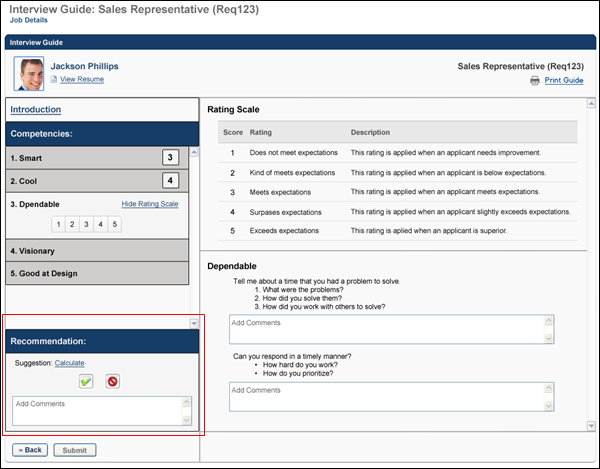 Interview Guide: Sales Representative (Req123)
Job Details
Interview Guide
Jackson Phillips
View Resume
Sales Representative (Req123)
Print Guide
Introduction
Competencies:
1. Smart 3
2. Cool 4
3. Dpendable Hide Rating Scale
1 2 3 4 5
4. Visionary
5. Good at Design
Recommendation:
Suggestion: Calculate
Add Comments
« Back Submit
Rating Scale
Score Rating Description
1 Does not meet expectations This rating is applied when an applicant needs improvement.
2 Kind of meets expectations This rating is applied when an applicant is below expectations.
3 Meets expectations This rating is applied when an applicant meets expectations.
4 Surpases expectations This rating is applied when an applicant slightly exceeds expectations.
5 Exceeds expectations This rating is aplied when an applicant is superior.
Dependable
Tell me about a time that you had a problem to solve.
1. What were the problems?
2. How did you solve them?
3. How did you work with others to solve?
Add Comments
Can you respond in a timely manner?
• How hard do you work?
• How do you prioritize?
Add Comments